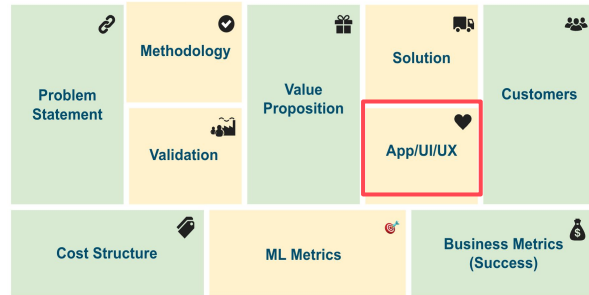 Problem
Statement
Methodology
Validation
Value
Proposition
Solution
App/UI/UX
Customers
Cost Structure
ML Metrics
Business Metrics
(Success)
$